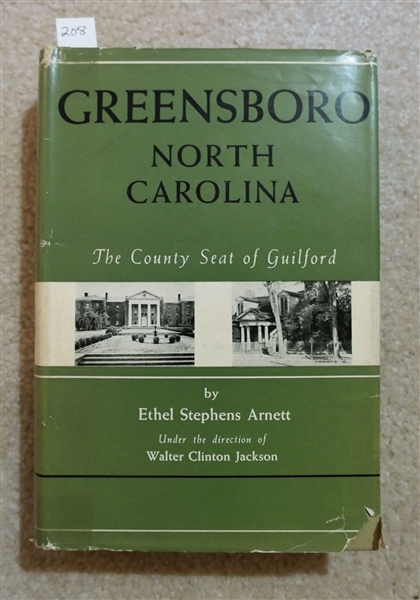 208
GREENSBORO
NORTH
CAROLINA
The County Seat of Guilford
by
Ethel Stephens Arnett
Under the direction of
Walter Clinton Jackson